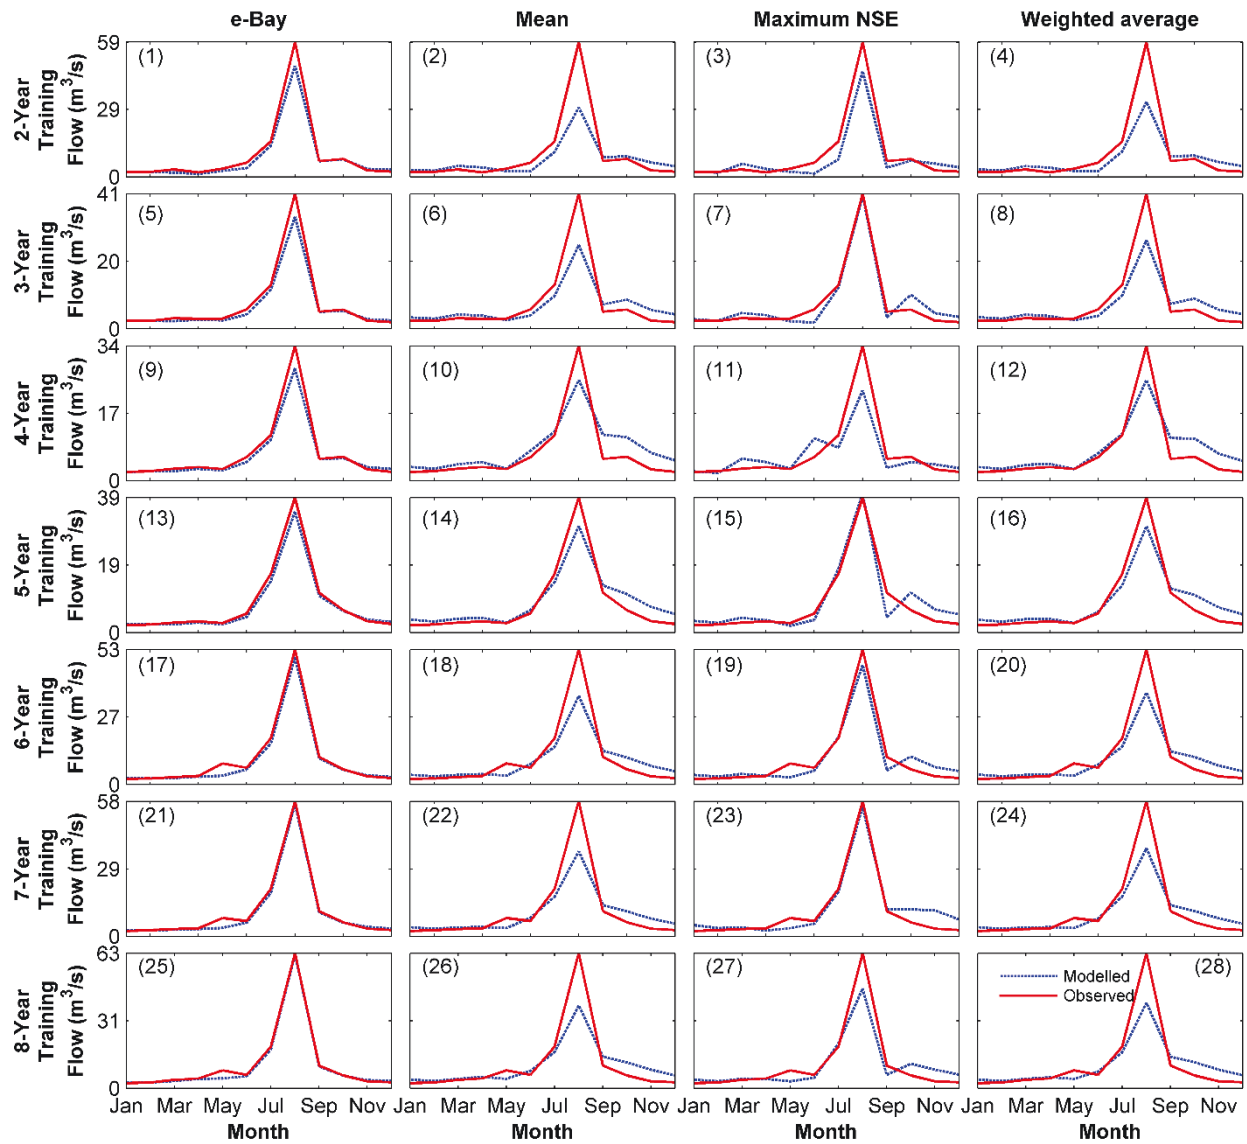 e-Bay Mean Maximum NSE Weighted average
2-Year
Training
Flow (m³/s)
59
29
0
(1) (2) (3) (4)
3-Year
Training
Flow (m³/s)
41
20
0
(5) (6) (7) (8)
4-Year
Training
Flow (m³/s)
34
17
0
(9) (10) (11) (12)
5-Year
Training
Flow (m³/s)
39
19
0
(13) (14) (15) (16)
6-Year
Training
Flow (m³/s)
53
27
0
(17) (18) (19) (20)
7-Year
Training
Flow (m³/s)
58
29
0
(21) (22) (23) (24)
8-Year
Training
Flow (m³/s)
63
31
0
(25) (26) (27) (28)
Modelled
Observed
Jan Mar May Jul Sep Nov Jan Mar May Jul Sep Nov Jan Mar May Jul Sep Nov Jan Mar May Jul Sep Nov
Month Month Month Month